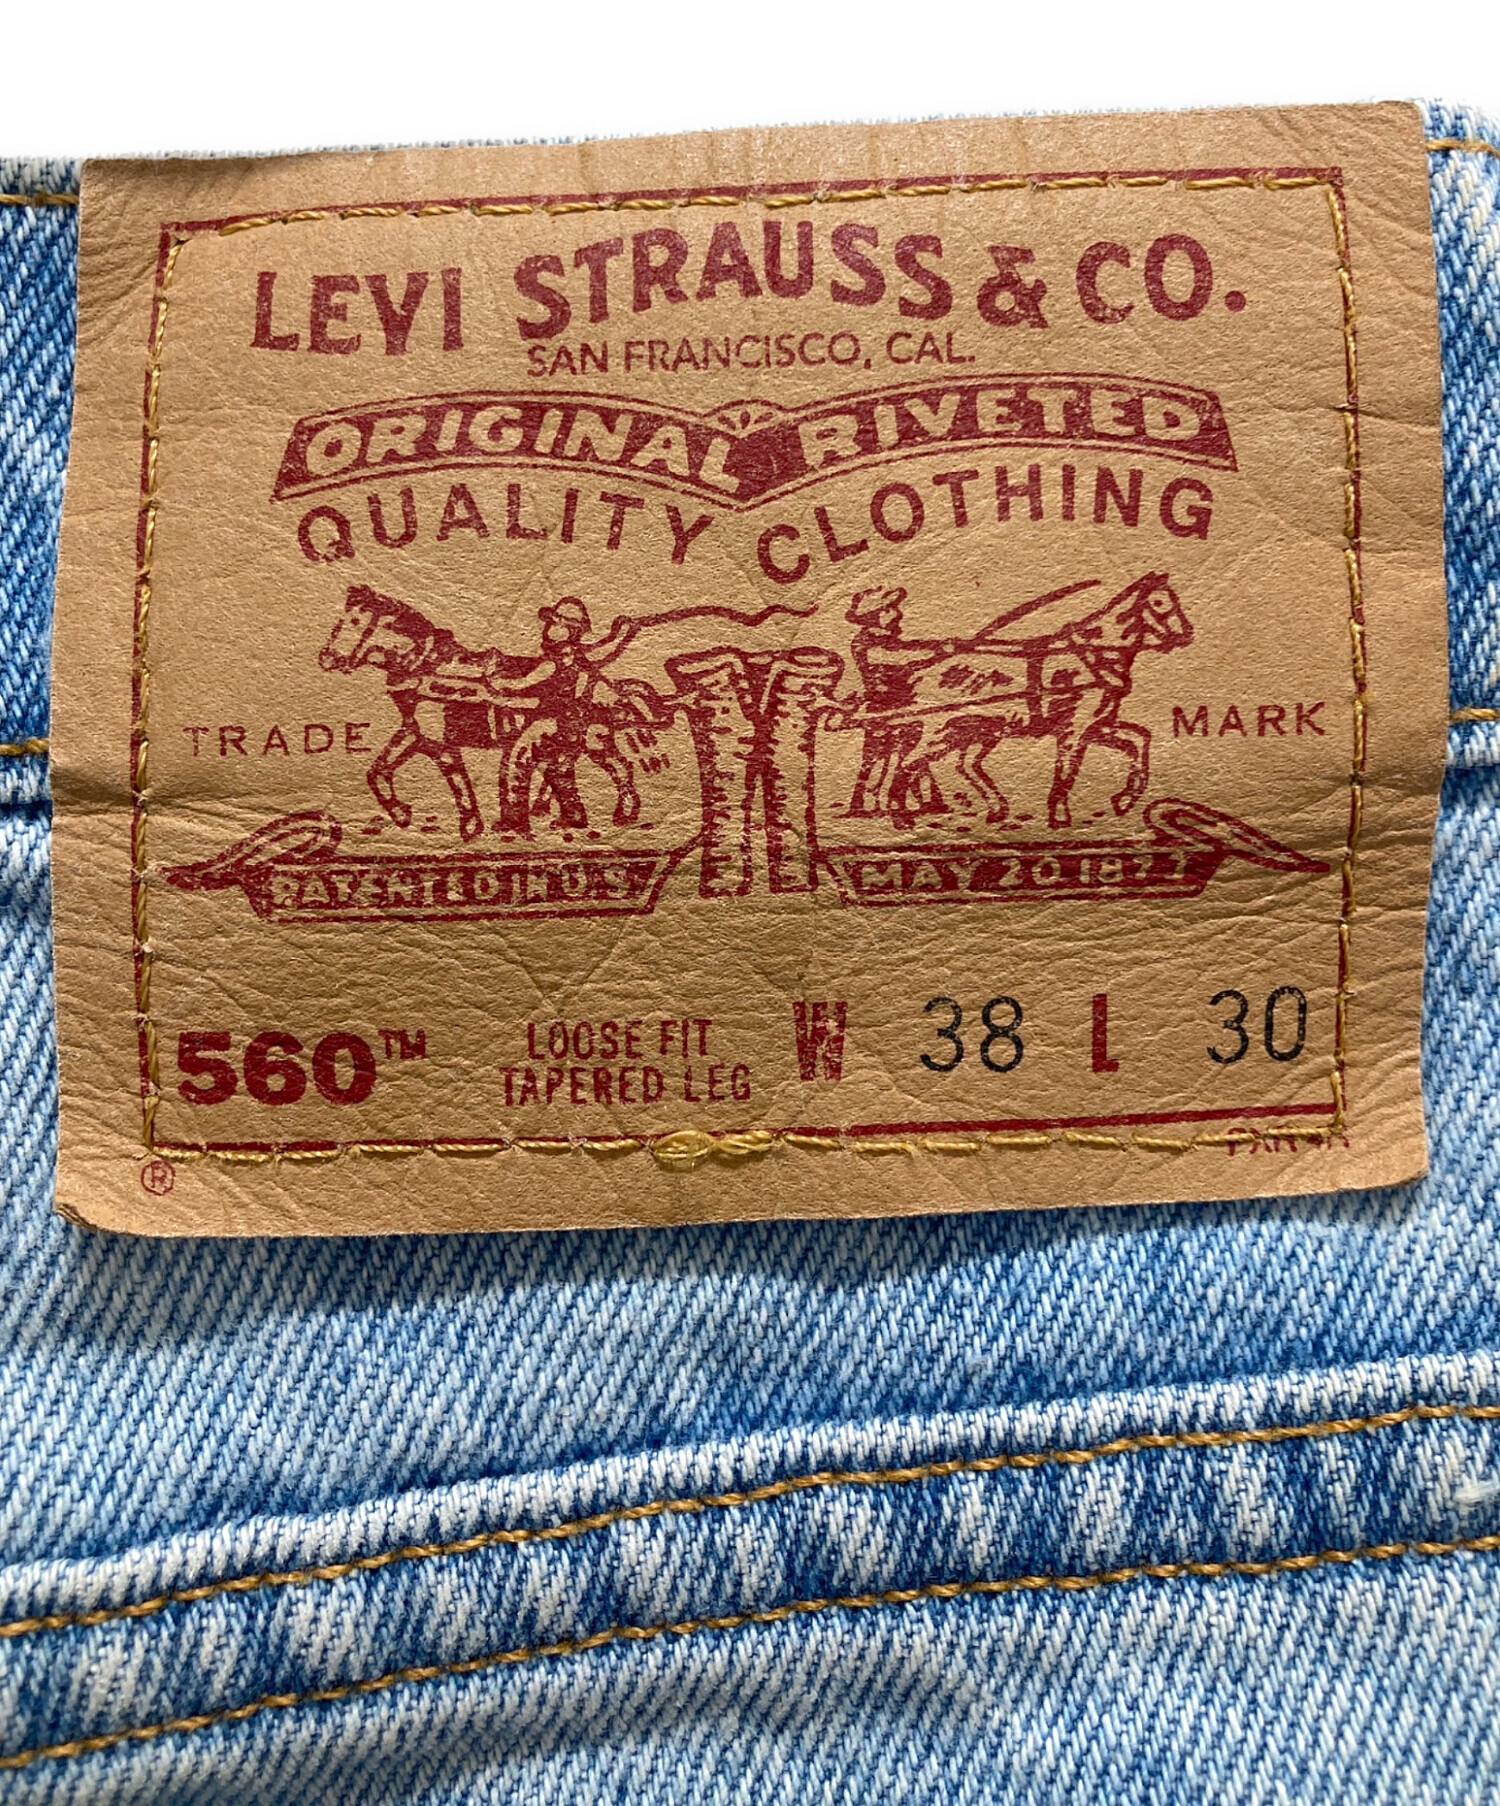 LEVI STRAUSS & CO.
SAN FRANCISCO, CAL.
ORIGINAL RIVETED
QUALITY CLOTHING
TRADE MARK
PATENTED IN U.S. MAY 20 1873
560™ LOOSE FIT W 38 L 30
TAPERED LEG
®